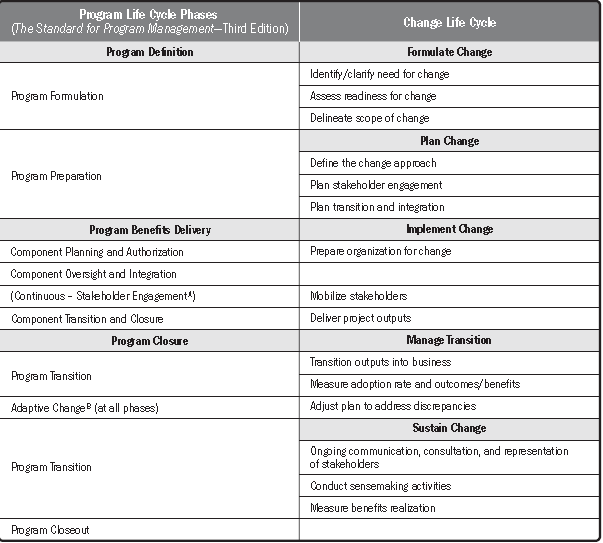 Program Life Cycle Phases
(The Standard for Program Management—Third Edition)
Change Life Cycle
Program Definition
Formulate Change
Program Formulation
Identify/clarify need for change
Assess readiness for change
Delineate scope of change
Program Preparation
Plan Change
Define the change approach
Plan stakeholder engagement
Plan transition and integration
Program Benefits Delivery
Implement Change
Component Planning and Authorization
Prepare organization for change
Component Oversight and Integration
(Continuous – Stakeholder Engagementᴬ)
Mobilize stakeholders
Component Transition and Closure
Deliver project outputs
Program Closure
Manage Transition
Program Transition
Transition outputs into business
Measure adoption rate and outcomes/benefits
Adaptive Changeᴮ (at all phases)
Adjust plan to address discrepancies
Program Transition
Sustain Change
Ongoing communication, consultation, and representation
of stakeholders
Conduct sensemaking activities
Measure benefits realization
Program Closeout